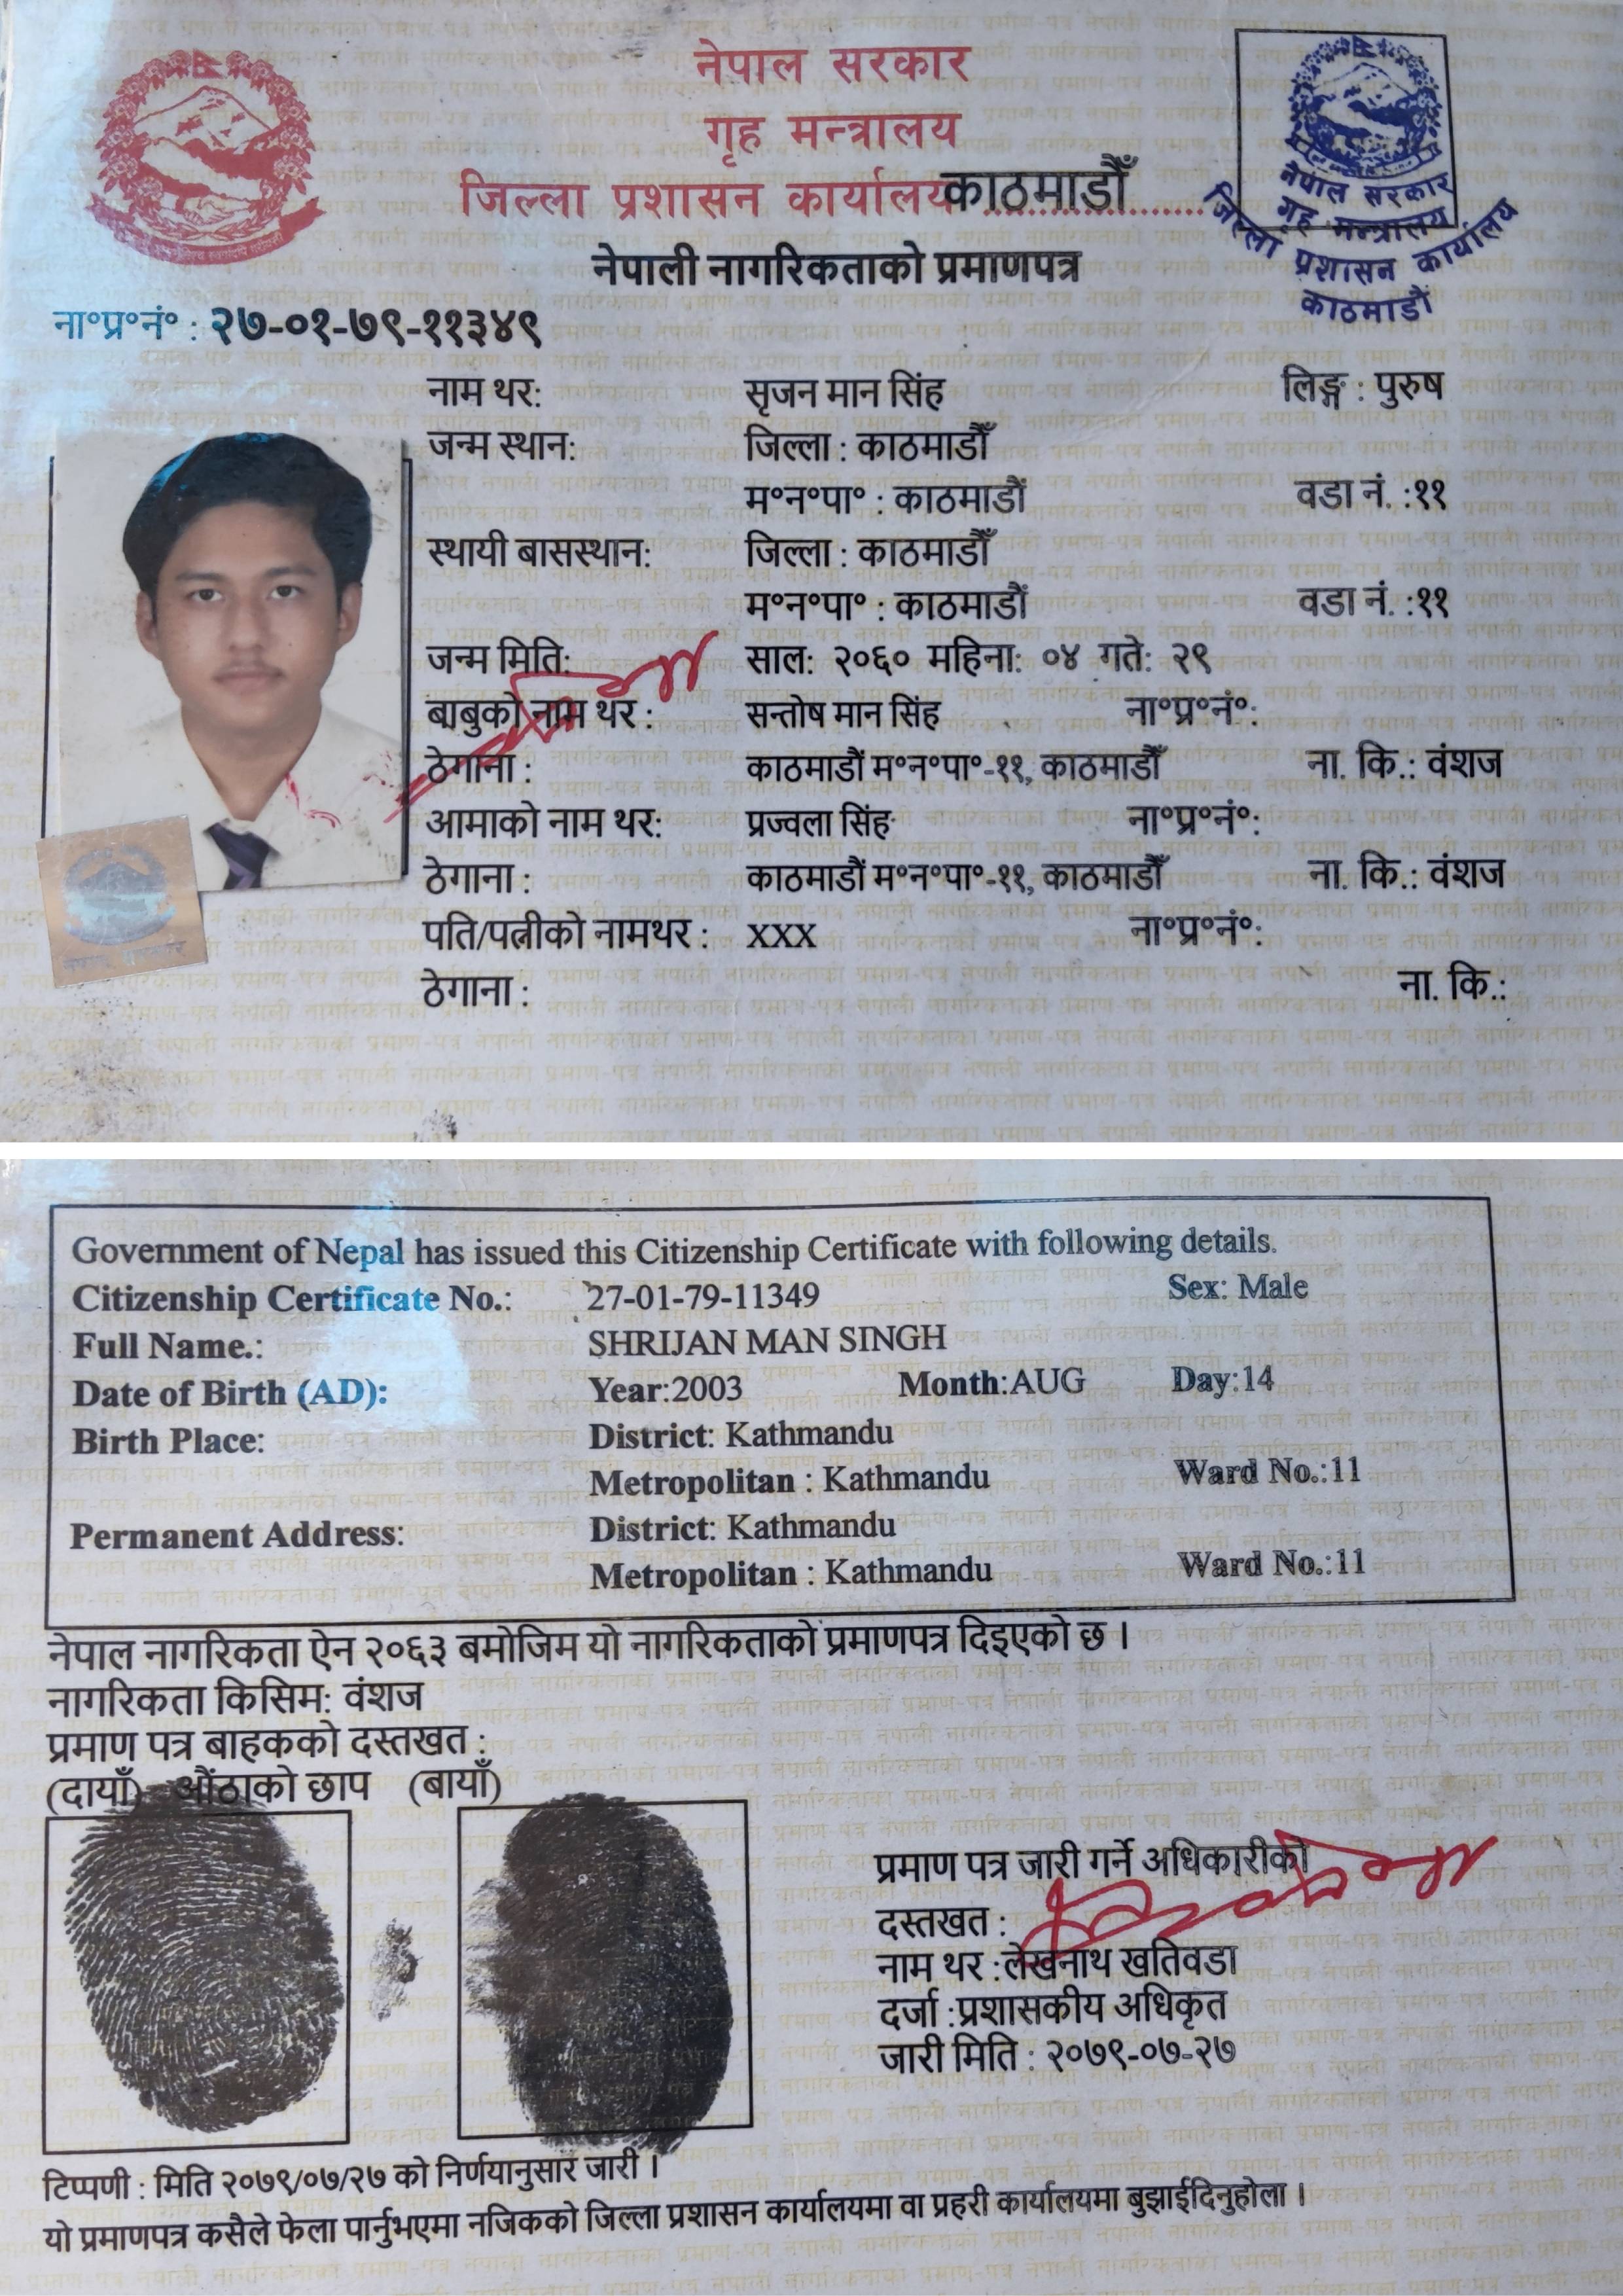 नेपाल सरकार
गृह मन्त्रालय
जिल्ला प्रशासन कार्यालय काठमाडौँ
नेपाली नागरिकताको प्रमाणपत्र
नेपाल सरकार
गृह मन्त्रालय
जिल्ला प्रशासन कार्यालय
काठमाडौं
ना॰प्र॰नं॰ : २७-०१-७९-११३४९
नाम थर: सृजन मान सिंह लिङ्ग : पुरुष
जन्म स्थान: जिल्ला : काठमाडौँ
म॰न॰पा॰ : काठमाडौं वडा नं. :११
स्थायी बासस्थान: जिल्ला : काठमाडौँ
म॰न॰पा॰ : काठमाडौं वडा नं. :११
जन्म मिति: साल: २०६० महिना: ०४ गते: २९
बाबुको नाम थर : सन्तोष मान सिंह ना॰प्र॰नं॰:
ठेगाना : काठमाडौं म॰न॰पा॰-११, काठमाडौँ ना. कि.: वंशज
आमाको नाम थर: प्रज्वला सिंह ना॰प्र॰नं॰:
ठेगाना : काठमाडौं म॰न॰पा॰-११, काठमाडौँ ना. कि.: वंशज
पति/पत्नीको नामथर : XXX ना॰प्र॰नं॰:
ठेगाना : ना. कि.:
Government of Nepal has issued this Citizenship Certificate with following details.
Citizenship Certificate No.: 27-01-79-11349 Sex: Male
Full Name.: SHRIJAN MAN SINGH
Date of Birth (AD): Year:2003 Month:AUG Day:14
Birth Place: District: Kathmandu
Metropolitan : Kathmandu Ward No.:11
Permanent Address: District: Kathmandu
Metropolitan : Kathmandu Ward No.:11
नेपाल नागरिकता ऐन २०६३ बमोजिम यो नागरिकताको प्रमाणपत्र दिइएको छ ।
नागरिकता किसिम: वंशज
प्रमाण पत्र बाहकको दस्तखत :
(दायाँ) औंठाको छाप (बायाँ)
प्रमाण पत्र जारी गर्ने अधिकारीको
दस्तखत :
नाम थर :लेखनाथ खतिवडा
दर्जा :प्रशासकीय अधिकृत
जारी मिति : २०७९-०७-२७
टिप्पणी : मिति २०७९/०७/२७ को निर्णयानुसार जारी ।
यो प्रमाणपत्र कसैले फेला पार्नुभएमा नजिकको जिल्ला प्रशासन कार्यालयमा वा प्रहरी कार्यालयमा बुझाईदिनुहोला ।